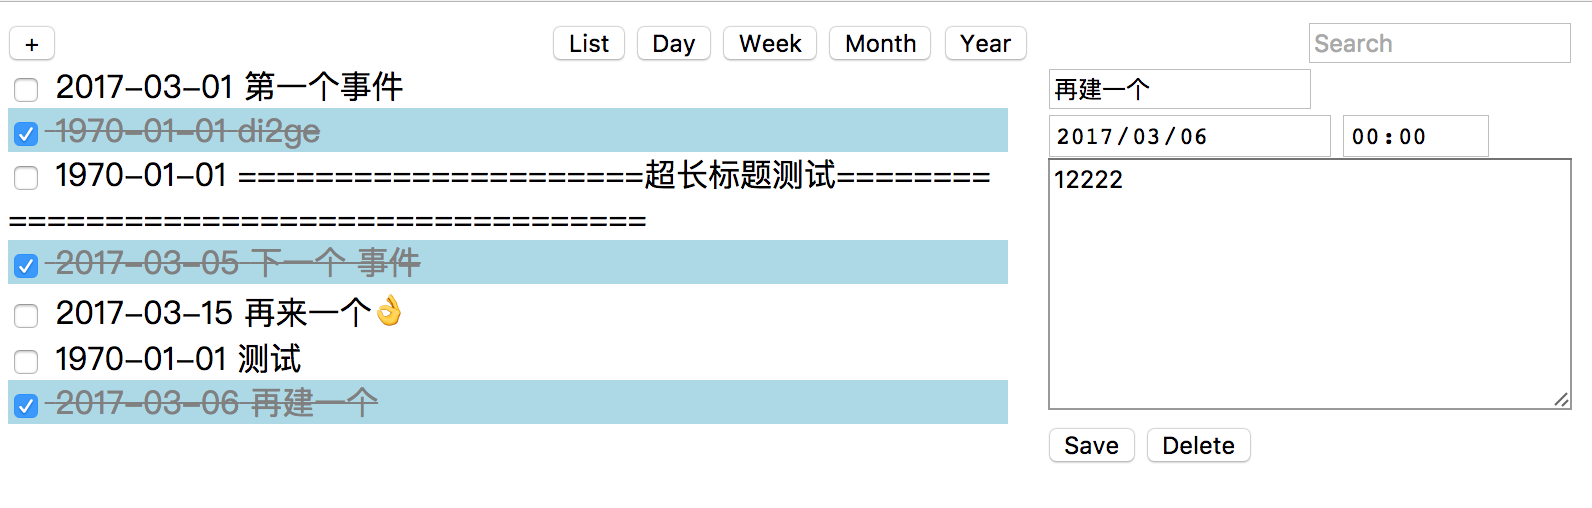 + List Day Week Month Year Search
2017-03-01 第一个事件
1970-01-01 di2ge
1970-01-01 =====================超长标题测试========
=================================
2017-03-05 下一个 事件
2017-03-15 再来一个👌
1970-01-01 测试
2017-03-06 再建一个
再建一个
2017/03/06 00:00
12222
Save Delete